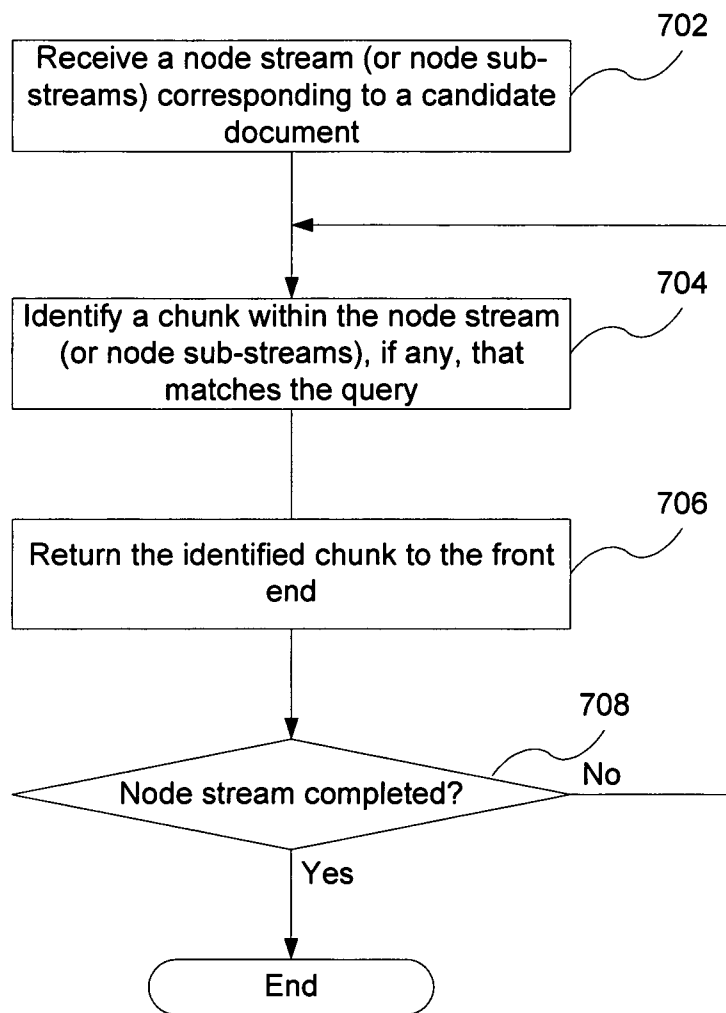 702
Receive a node stream (or node sub-
streams) corresponding to a candidate
document
704
Identify a chunk within the node stream
(or node sub-streams), if any, that
matches the query
706
Return the identified chunk to the front
end
708
Node stream completed?
No
Yes
End